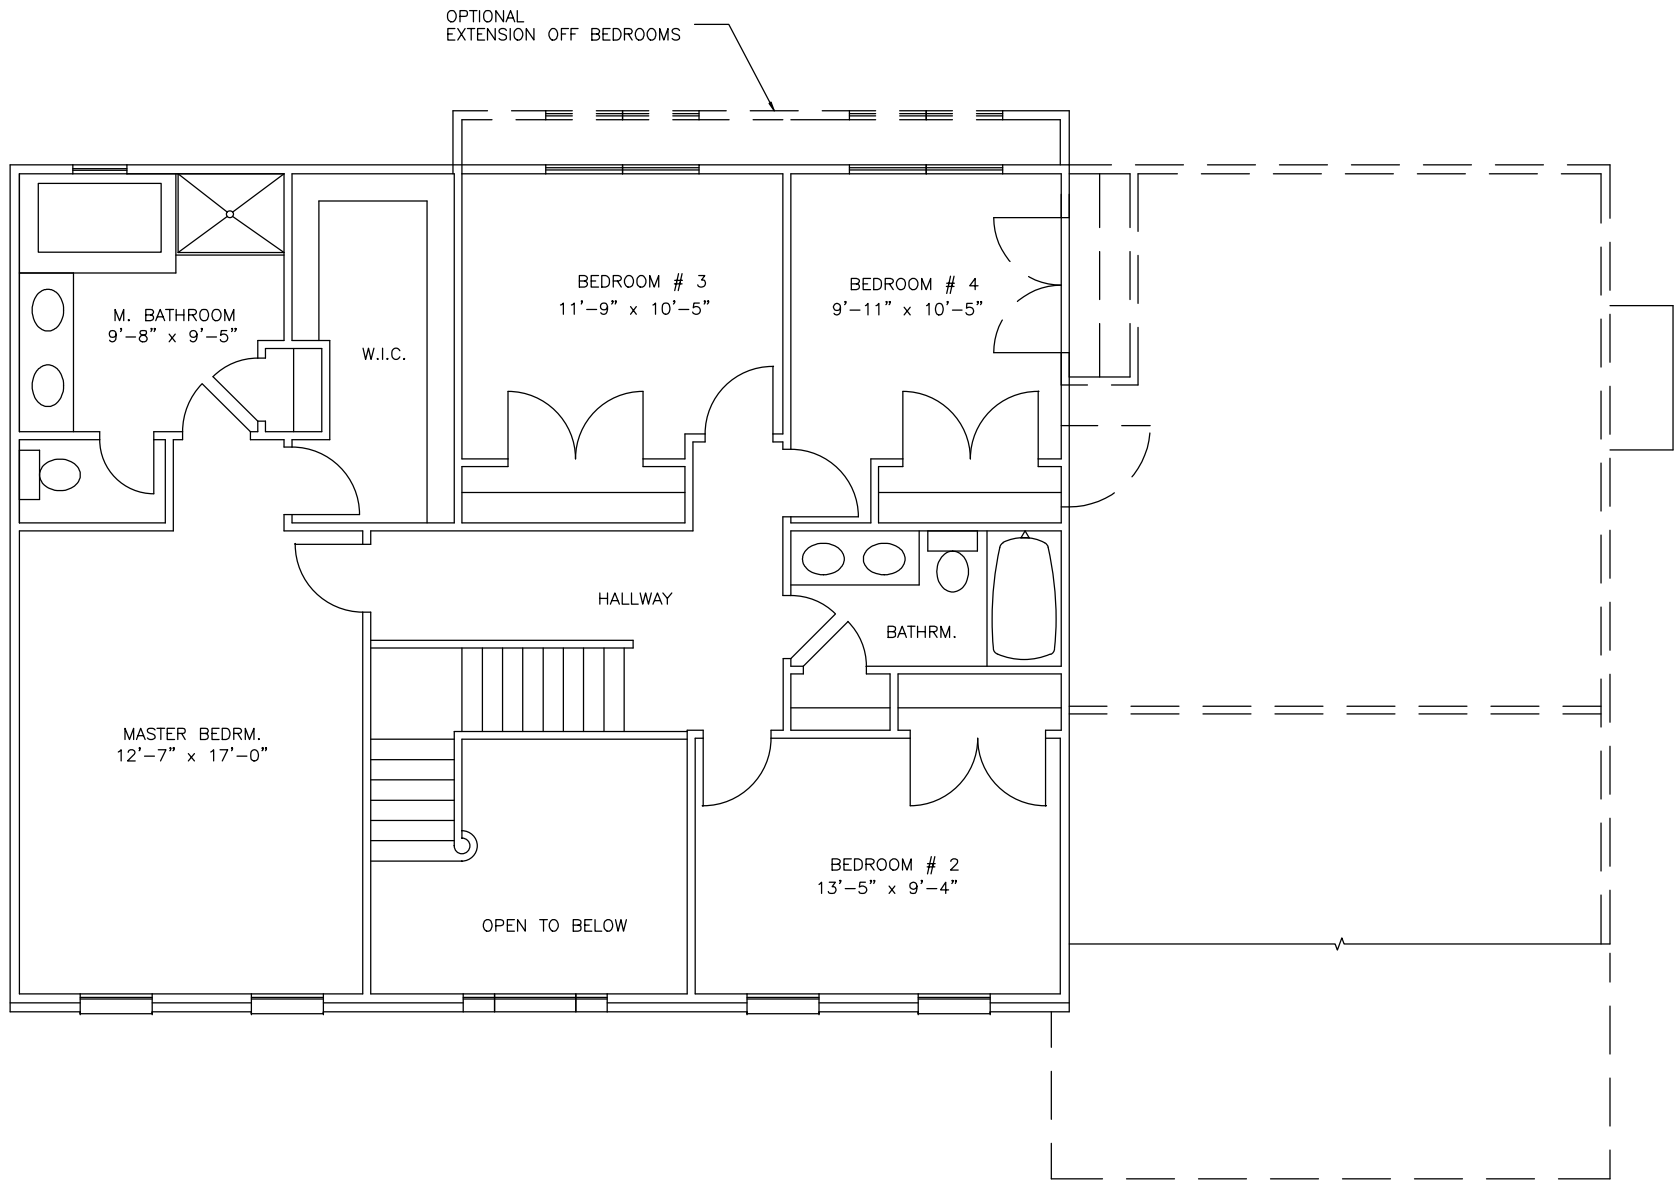 OPTIONAL
EXTENSION OFF BEDROOMS
BEDROOM # 3
11'-9" x 10'-5"
BEDROOM # 4
9'-11" x 10'-5"
M. BATHROOM
9'-8" x 9'-5"
W.I.C.
HALLWAY
BATHRM.
MASTER BEDRM.
12'-7" x 17'-0"
BEDROOM # 2
13'-5" x 9'-4"
OPEN TO BELOW